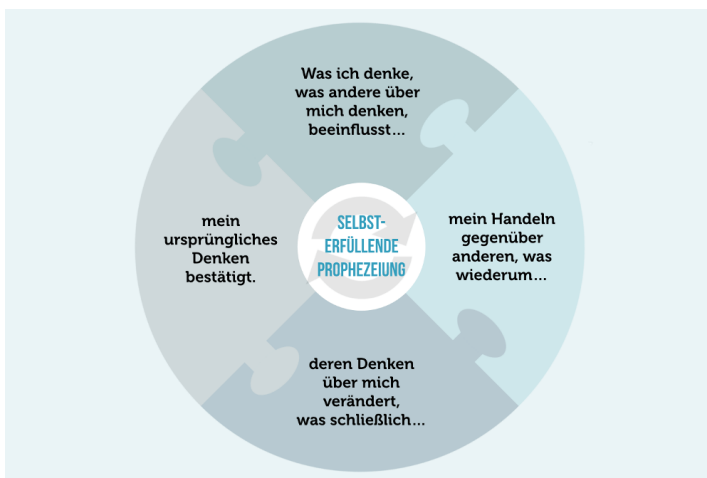 Was ich denke,
was andere über
mich denken,
beeinflusst...
mein Handeln
gegenüber
anderen, was
wiederum...
deren Denken
über mich
verändert,
was schließlich...
mein
ursprüngliches
Denken
bestätigt.
SELBST-
ERFÜLLENDE
PROPHEZEIUNG